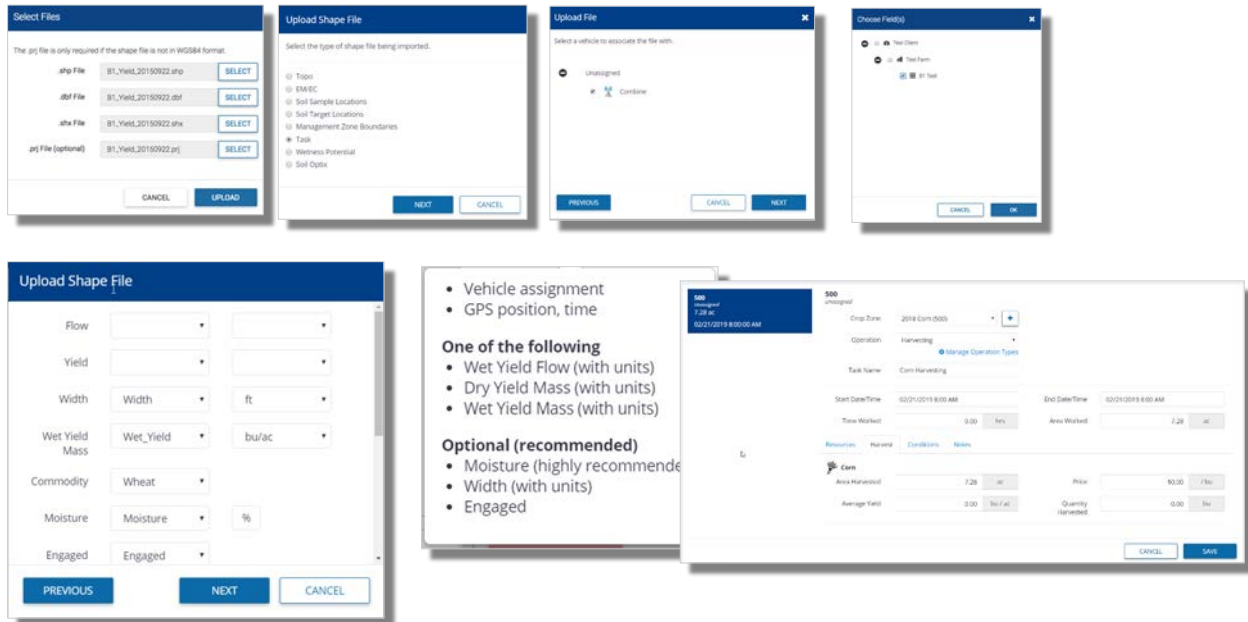 Select Files
The .prj file is only required if the shape file is not in WGS84 format.
.shp File B1_Yield_20150922.shp SELECT
.dbf File B1_Yield_20150922.dbf SELECT
.shx File B1_Yield_20150922.shx SELECT
.prj File (optional) B1_Yield_20150922.prj SELECT
CANCEL UPLOAD
Upload Shape File
Select the type of shape file being imported.
Topo
EM/EC
Soil Sample Locations
Soil Target Locations
Management Zone Boundaries
Task
Wetness Potential
Soil Optix
NEXT CANCEL
Upload File
Select a vehicle to associate the file with.
Unassigned
Combine
PREVIOUS CANCEL NEXT
Choose Field(s)
Test Client
Test Farm
B1 Test
CANCEL OK
Upload Shape File
Flow
Yield
Width Width ft
Wet Yield Mass Wet_Yield bu/ac
Commodity Wheat
Moisture Moisture %
Engaged Engaged
PREVIOUS NEXT CANCEL
• Vehicle assignment
• GPS position, time
One of the following
• Wet Yield Flow (with units)
• Dry Yield Mass (with units)
• Wet Yield Mass (with units)
Optional (recommended)
• Moisture (highly recommende
• Width (with units)
• Engaged
500
Unassigned
7.28 ac
02/21/2019 8:00:00 AM
500
Unassigned
Crop Zone 2018 Corn (500) +
Operation Harvesting
Manage Operation Types
Task Name Corn Harvesting
Start Date/Time 02/21/2019 8:00 AM End Date/Time 02/21/2019 8:00 AM
Time Worked 0.00 hrs Area Worked 7.28 ac
Resources Harvest Conditions Notes
Corn
Area Harvested 7.28 ac Price $0.00 / bu
Average Yield 0.00 bu / ac Quantity Harvested 0.00 bu
CANCEL SAVE